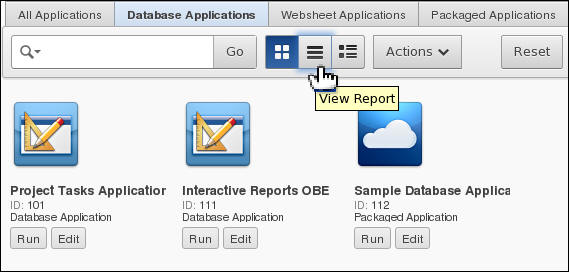 All Applications Database Applications Websheet Applications Packaged Applications
Go Actions Reset
View Report
Project Tasks Application Interactive Reports OBE Sample Database Applica
ID: 101 ID: 111 ID: 112
Database Application Database Application Packaged Application
Run Edit Run Edit Run Edit